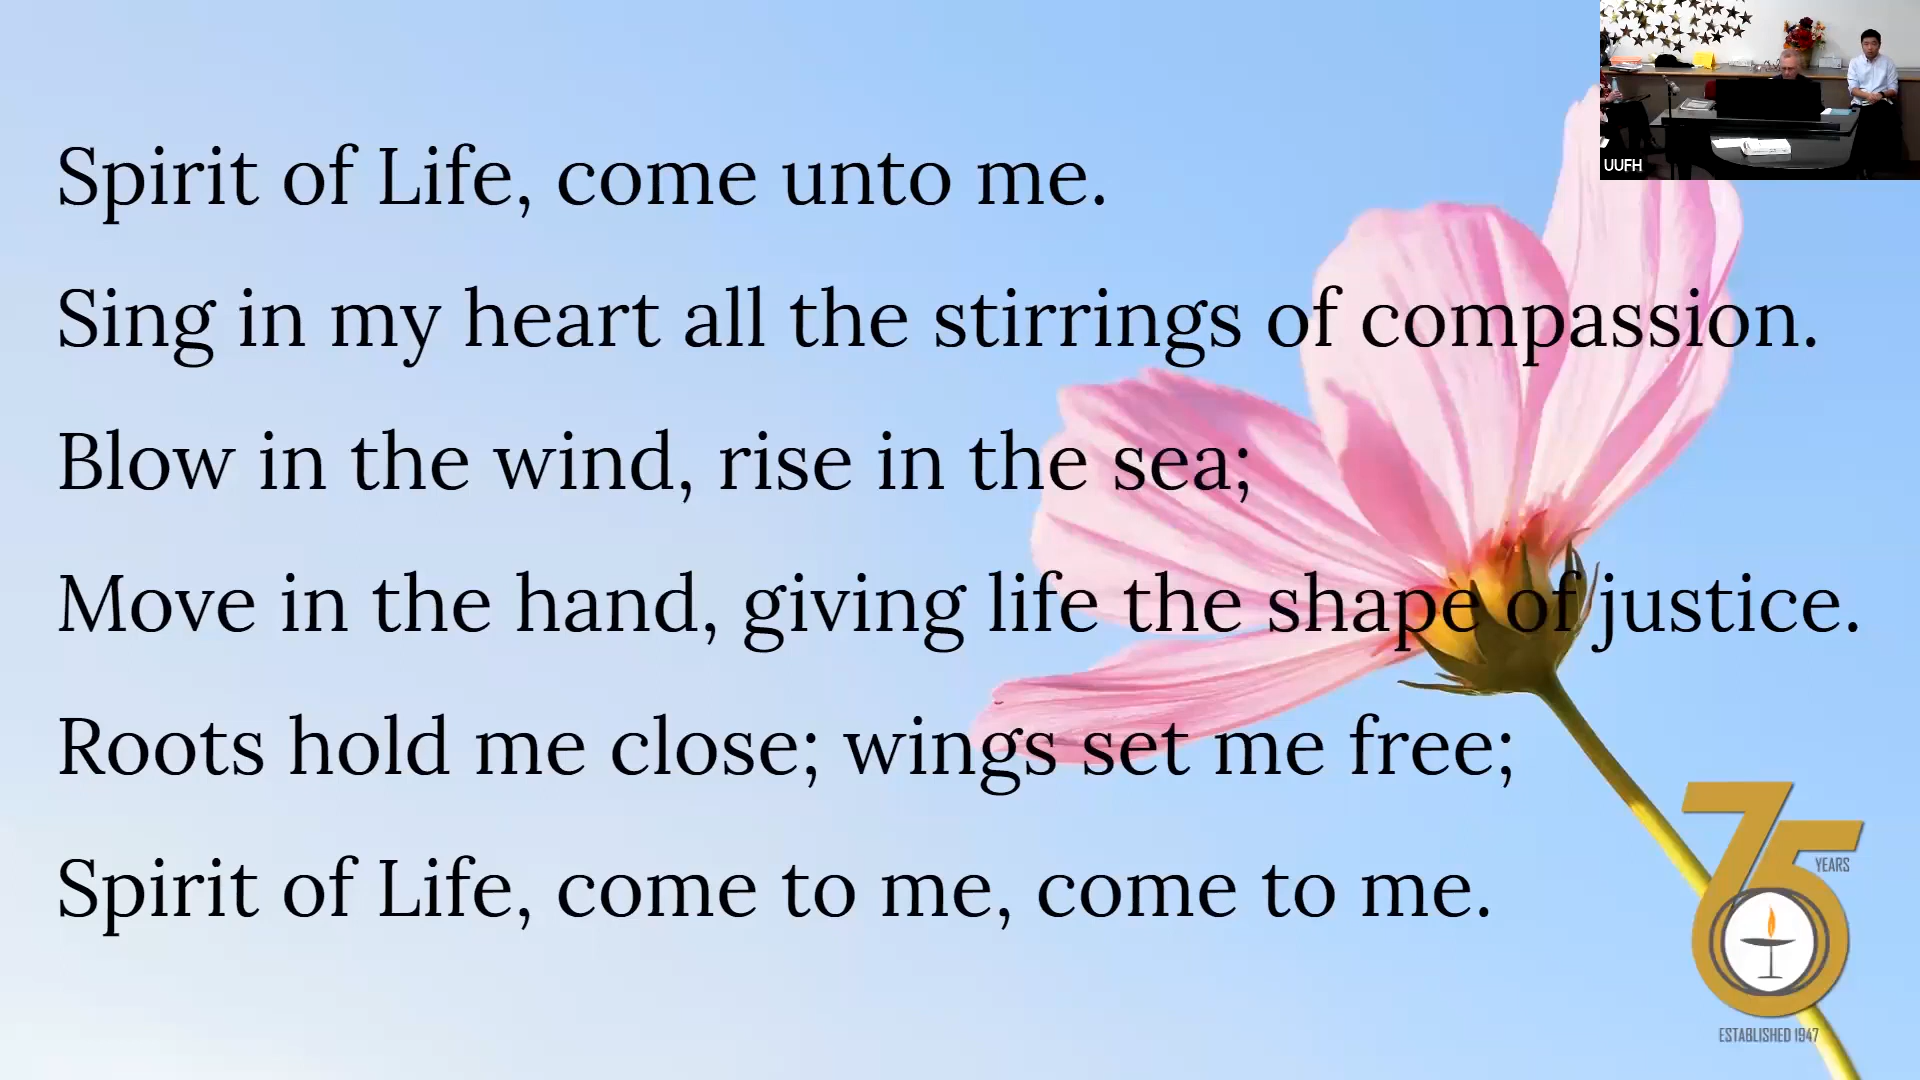 Spirit of Life, come unto me.
Sing in my heart all the stirrings of compassion.
Blow in the wind, rise in the sea;
Move in the hand, giving life the shape of justice.
Roots hold me close; wings set me free;
Spirit of Life, come to me, come to me.
UUFH
75
YEARS
ESTABLISHED 1947